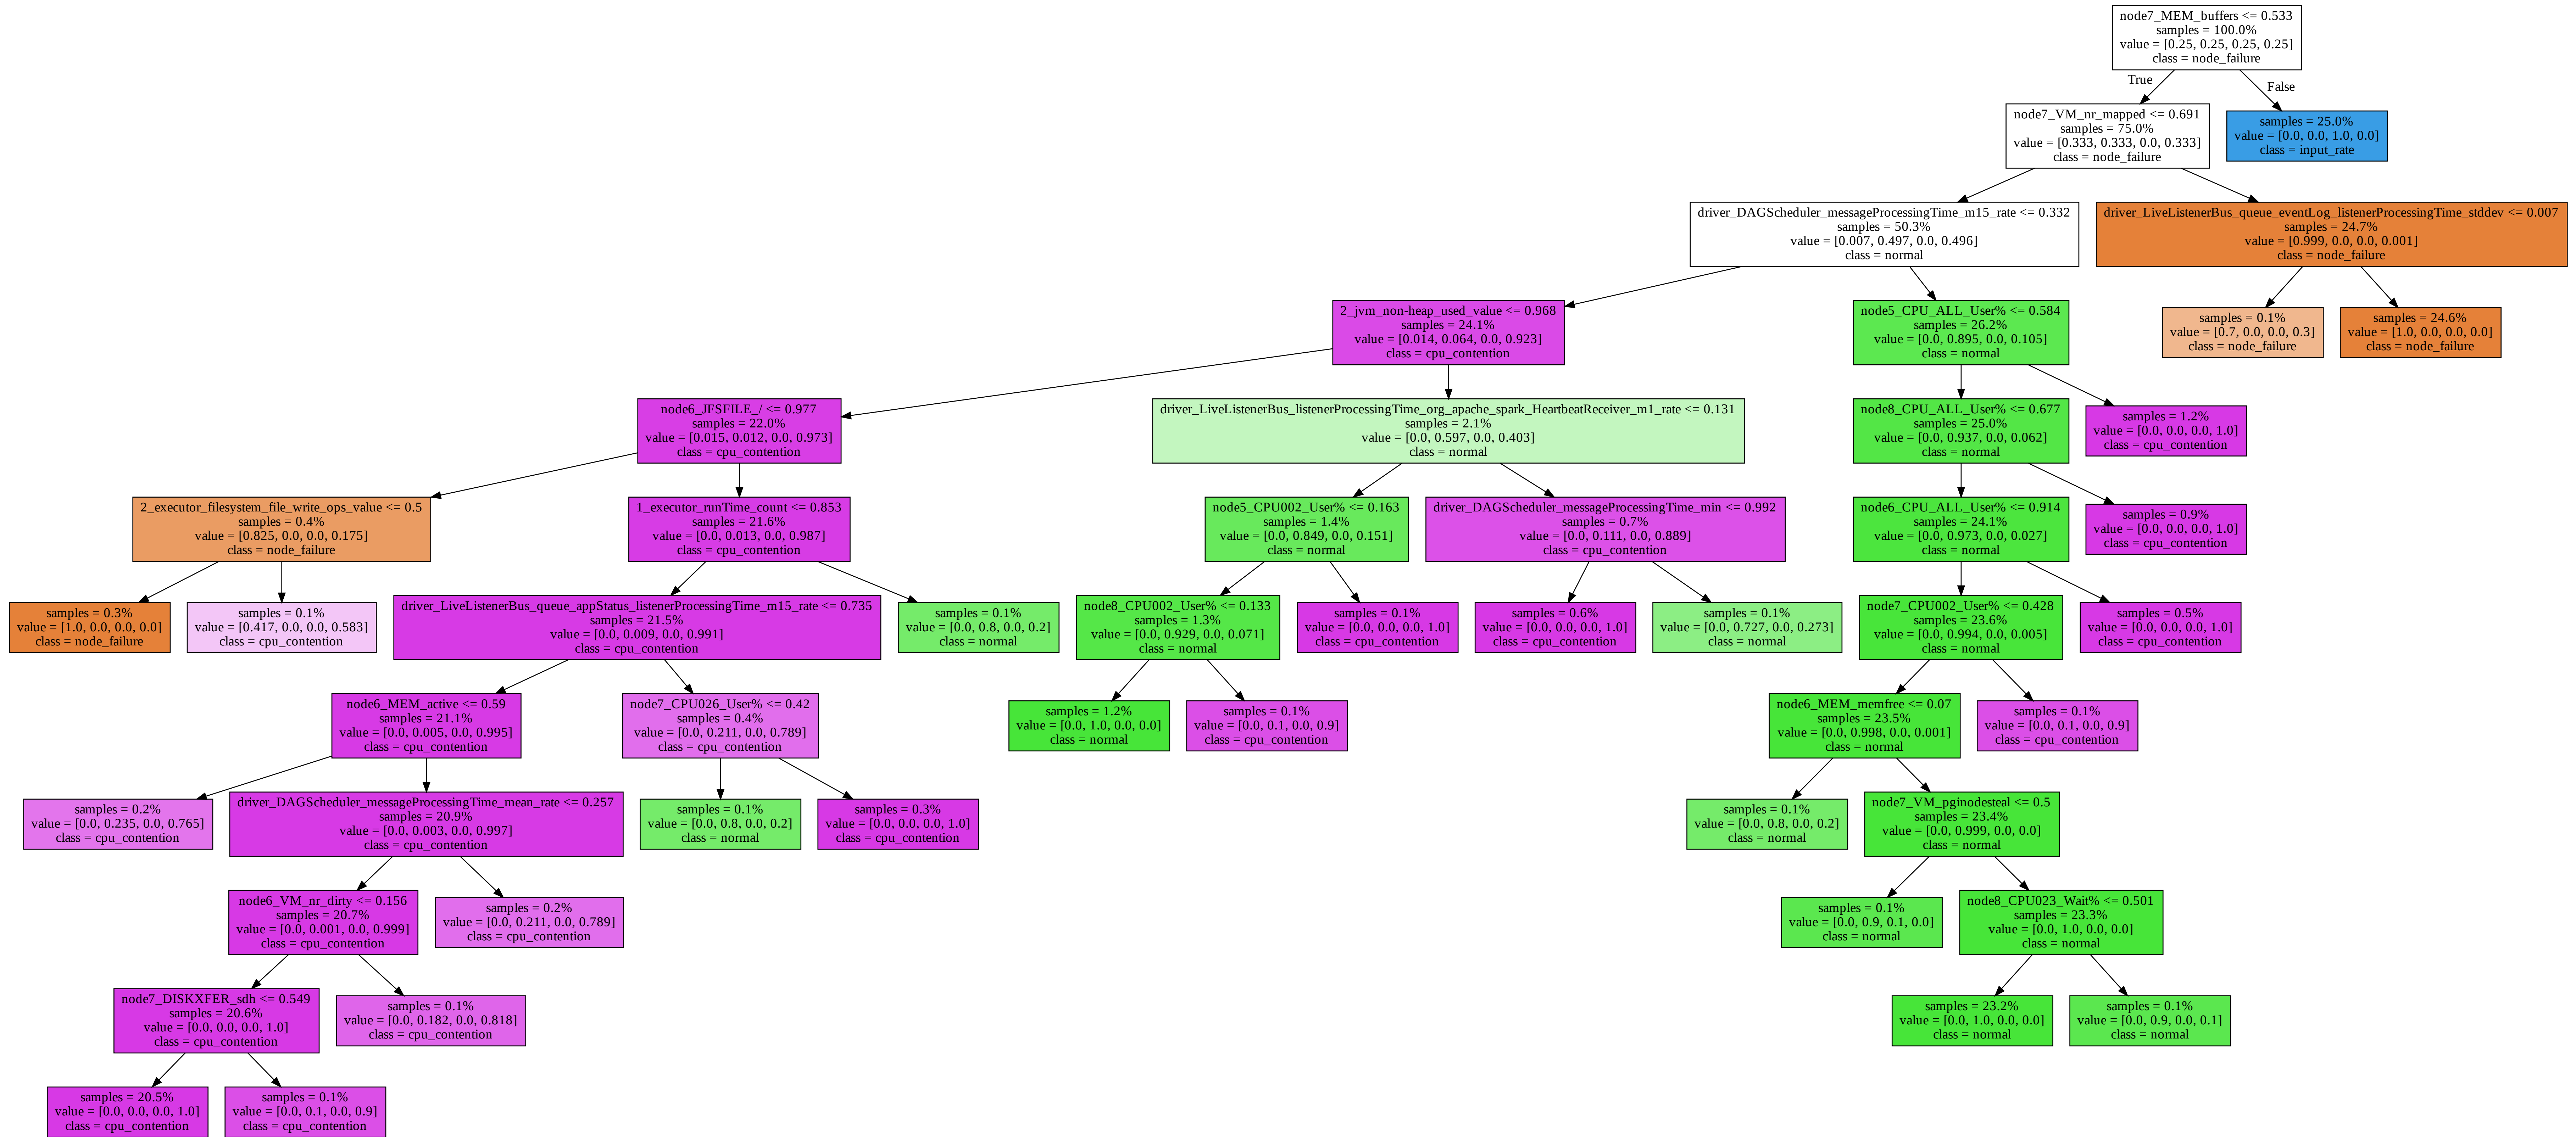 node7_MEM_buffers <= 0.533
samples = 100.0%
value = [0.25, 0.25, 0.25, 0.25]
class = node_failure
True
False
node7_VM_nr_mapped <= 0.691
samples = 75.0%
value = [0.333, 0.333, 0.0, 0.333]
class = node_failure
samples = 25.0%
value = [0.0, 0.0, 1.0, 0.0]
class = input_rate
driver_DAGScheduler_messageProcessingTime_m15_rate <= 0.332
samples = 50.3%
value = [0.007, 0.497, 0.0, 0.496]
class = normal
driver_LiveListenerBus_queue_eventLog_listenerProcessingTime_stddev <= 0.007
samples = 24.7%
value = [0.999, 0.0, 0.0, 0.001]
class = node_failure
2_jvm_non-heap_used_value <= 0.968
samples = 24.1%
value = [0.014, 0.064, 0.0, 0.923]
class = cpu_contention
node5_CPU_ALL_User% <= 0.584
samples = 26.2%
value = [0.0, 0.895, 0.0, 0.105]
class = normal
samples = 0.1%
value = [0.7, 0.0, 0.0, 0.3]
class = node_failure
samples = 24.6%
value = [1.0, 0.0, 0.0, 0.0]
class = node_failure
node6_JFSFILE_/ <= 0.977
samples = 22.0%
value = [0.015, 0.012, 0.0, 0.973]
class = cpu_contention
driver_LiveListenerBus_listenerProcessingTime_org_apache_spark_HeartbeatReceiver_m1_rate <= 0.131
samples = 2.1%
value = [0.0, 0.597, 0.0, 0.403]
class = normal
node8_CPU_ALL_User% <= 0.677
samples = 25.0%
value = [0.0, 0.937, 0.0, 0.062]
class = normal
samples = 1.2%
value = [0.0, 0.0, 0.0, 1.0]
class = cpu_contention
2_executor_filesystem_file_write_ops_value <= 0.5
samples = 0.4%
value = [0.825, 0.0, 0.0, 0.175]
class = node_failure
1_executor_runTime_count <= 0.853
samples = 21.6%
value = [0.0, 0.013, 0.0, 0.987]
class = cpu_contention
node5_CPU002_User% <= 0.163
samples = 1.4%
value = [0.0, 0.849, 0.0, 0.151]
class = normal
driver_DAGScheduler_messageProcessingTime_min <= 0.992
samples = 0.7%
value = [0.0, 0.111, 0.0, 0.889]
class = cpu_contention
node6_CPU_ALL_User% <= 0.914
samples = 24.1%
value = [0.0, 0.973, 0.0, 0.027]
class = normal
samples = 0.9%
value = [0.0, 0.0, 0.0, 1.0]
class = cpu_contention
samples = 0.3%
value = [1.0, 0.0, 0.0, 0.0]
class = node_failure
samples = 0.1%
value = [0.417, 0.0, 0.0, 0.583]
class = cpu_contention
driver_LiveListenerBus_queue_appStatus_listenerProcessingTime_m15_rate <= 0.735
samples = 21.5%
value = [0.0, 0.009, 0.0, 0.991]
class = cpu_contention
samples = 0.1%
value = [0.0, 0.8, 0.0, 0.2]
class = normal
node8_CPU002_User% <= 0.133
samples = 1.3%
value = [0.0, 0.929, 0.0, 0.071]
class = normal
samples = 0.1%
value = [0.0, 0.0, 0.0, 1.0]
class = cpu_contention
samples = 0.6%
value = [0.0, 0.0, 0.0, 1.0]
class = cpu_contention
samples = 0.1%
value = [0.0, 0.727, 0.0, 0.273]
class = normal
node7_CPU002_User% <= 0.428
samples = 23.6%
value = [0.0, 0.994, 0.0, 0.005]
class = normal
samples = 0.5%
value = [0.0, 0.0, 0.0, 1.0]
class = cpu_contention
node6_MEM_active <= 0.59
samples = 21.1%
value = [0.0, 0.005, 0.0, 0.995]
class = cpu_contention
node7_CPU026_User% <= 0.42
samples = 0.4%
value = [0.0, 0.211, 0.0, 0.789]
class = cpu_contention
samples = 1.2%
value = [0.0, 1.0, 0.0, 0.0]
class = normal
samples = 0.1%
value = [0.0, 0.1, 0.0, 0.9]
class = cpu_contention
node6_MEM_memfree <= 0.07
samples = 23.5%
value = [0.0, 0.998, 0.0, 0.001]
class = normal
samples = 0.1%
value = [0.0, 0.1, 0.0, 0.9]
class = cpu_contention
samples = 0.2%
value = [0.0, 0.235, 0.0, 0.765]
class = cpu_contention
driver_DAGScheduler_messageProcessingTime_mean_rate <= 0.257
samples = 20.9%
value = [0.0, 0.003, 0.0, 0.997]
class = cpu_contention
samples = 0.1%
value = [0.0, 0.8, 0.0, 0.2]
class = normal
samples = 0.3%
value = [0.0, 0.0, 0.0, 1.0]
class = cpu_contention
samples = 0.1%
value = [0.0, 0.8, 0.0, 0.2]
class = normal
node7_VM_pginodesteal <= 0.5
samples = 23.4%
value = [0.0, 0.999, 0.0, 0.0]
class = normal
node6_VM_nr_dirty <= 0.156
samples = 20.7%
value = [0.0, 0.001, 0.0, 0.999]
class = cpu_contention
samples = 0.2%
value = [0.0, 0.211, 0.0, 0.789]
class = cpu_contention
samples = 0.1%
value = [0.0, 0.9, 0.1, 0.0]
class = normal
node8_CPU023_Wait% <= 0.501
samples = 23.3%
value = [0.0, 1.0, 0.0, 0.0]
class = normal
node7_DISKXFER_sdh <= 0.549
samples = 20.6%
value = [0.0, 0.0, 0.0, 1.0]
class = cpu_contention
samples = 0.1%
value = [0.0, 0.182, 0.0, 0.818]
class = cpu_contention
samples = 23.2%
value = [0.0, 1.0, 0.0, 0.0]
class = normal
samples = 0.1%
value = [0.0, 0.9, 0.0, 0.1]
class = normal
samples = 20.5%
value = [0.0, 0.0, 0.0, 1.0]
class = cpu_contention
samples = 0.1%
value = [0.0, 0.1, 0.0, 0.9]
class = cpu_contention